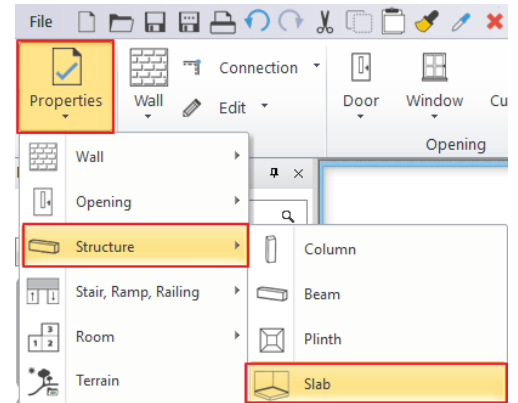 File
Properties
Wall
Connection
Edit
Door
Window
Cu
Opening
Wall
Opening
Structure
Stair, Ramp, Railing
Room
Terrain
Column
Beam
Plinth
Slab